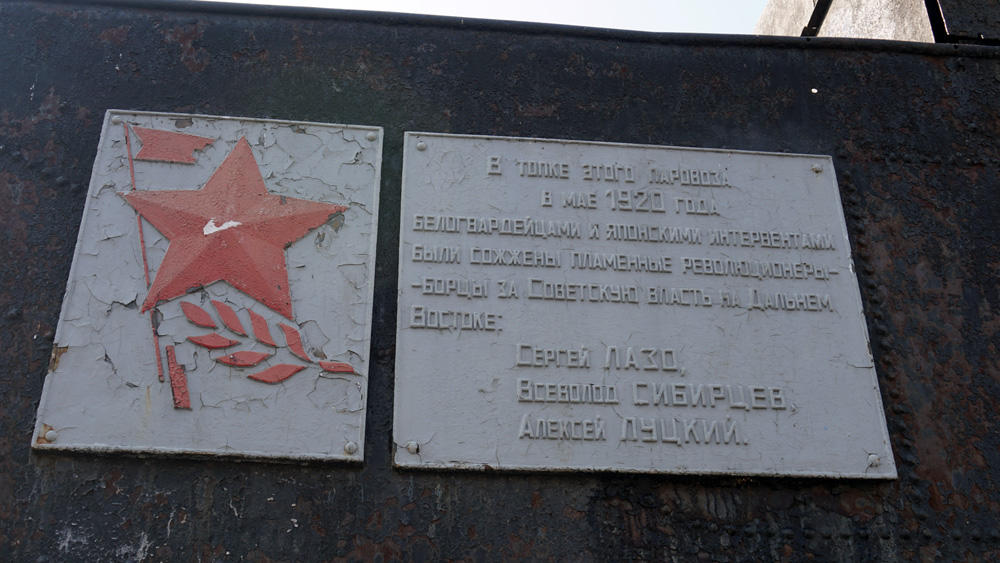 В топке этого паровоза
в мае 1920 года
белогвардейцами и японскими интервентами
были сожжены пламенные революционеры-
-борцы за Советскую власть на Дальнем
Востоке:
Сергей ЛАЗО,
Всеволод СИБИРЦЕВ,
Алексей ЛУЦКИЙ.